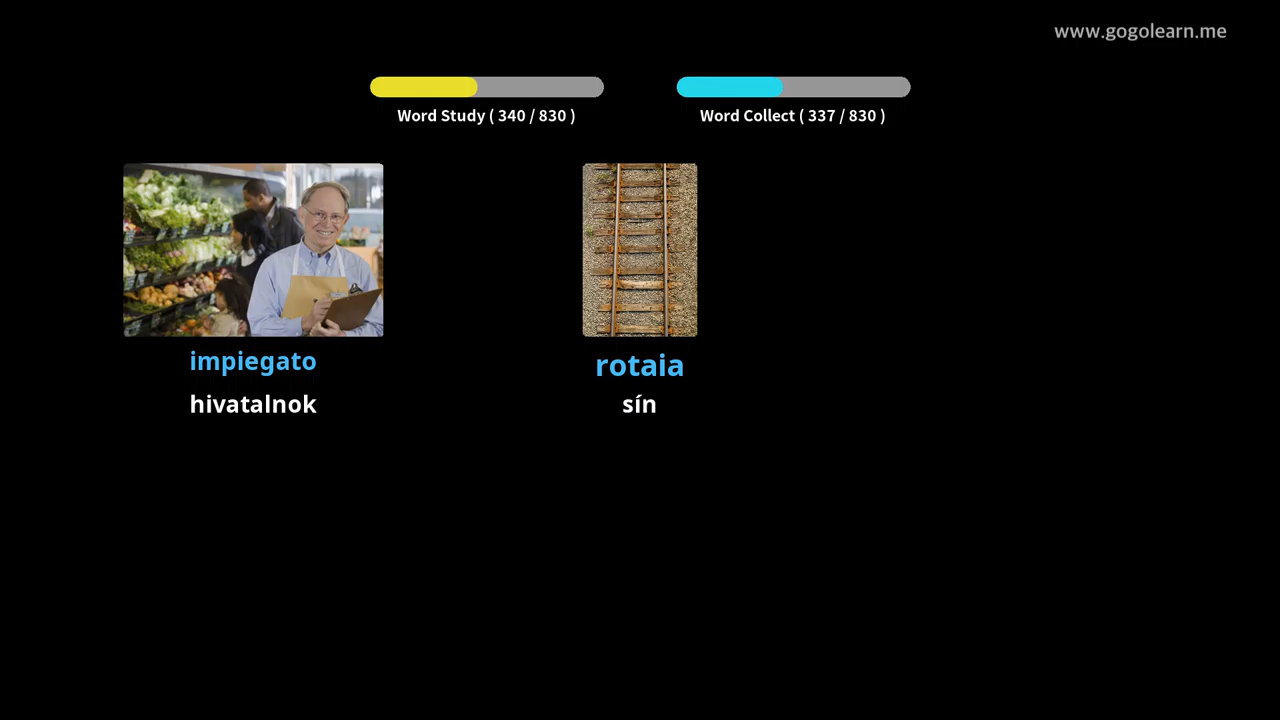 www.gogolearn.me
Word Study ( 340 / 830 )
Word Collect ( 337 / 830 )
impiegato
hivatalnok
rotaia
sín